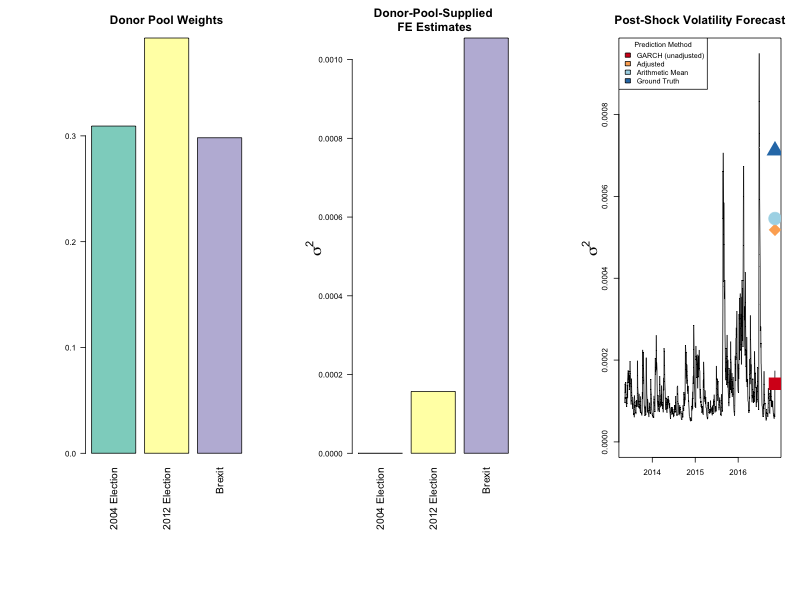 Donor Pool Weights
0.3
0.2
0.1
0.0
2004 Election
2012 Election
Brexit
Donor-Pool-Supplied
FE Estimates
σ²
0.0010
0.0008
0.0006
0.0004
0.0002
0.0000
2004 Election
2012 Election
Brexit
Post-Shock Volatility Forecast
Prediction Method
GARCH (unadjusted)
Adjusted
Arithmetic Mean
Ground Truth
σ²
0.0008
0.0006
0.0004
0.0002
0.0000
2014
2015
2016